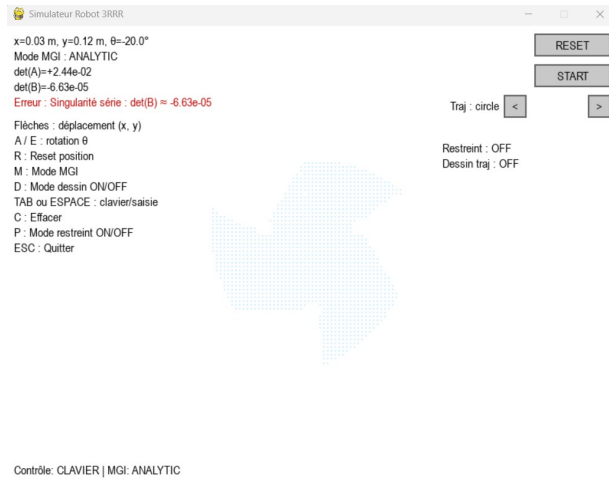 Simulateur Robot 3RRR
x=0.03 m, y=0.12 m, θ=-20.0°
Mode MGI : ANALYTIC
det(A)=+2.44e-02
det(B)=-6.63e-05
Erreur : Singularité série : det(B) ≈ -6.63e-05
Flèches : déplacement (x, y)
A / E : rotation θ
R : Reset position
M : Mode MGI
D : Mode dessin ON/OFF
TAB ou ESPACE : clavier/saisie
C : Effacer
P : Mode restreint ON/OFF
ESC : Quitter
RESET
START
Traj : circle < >
Restreint : OFF
Dessin traj : OFF
Contrôle: CLAVIER | MGI: ANALYTIC